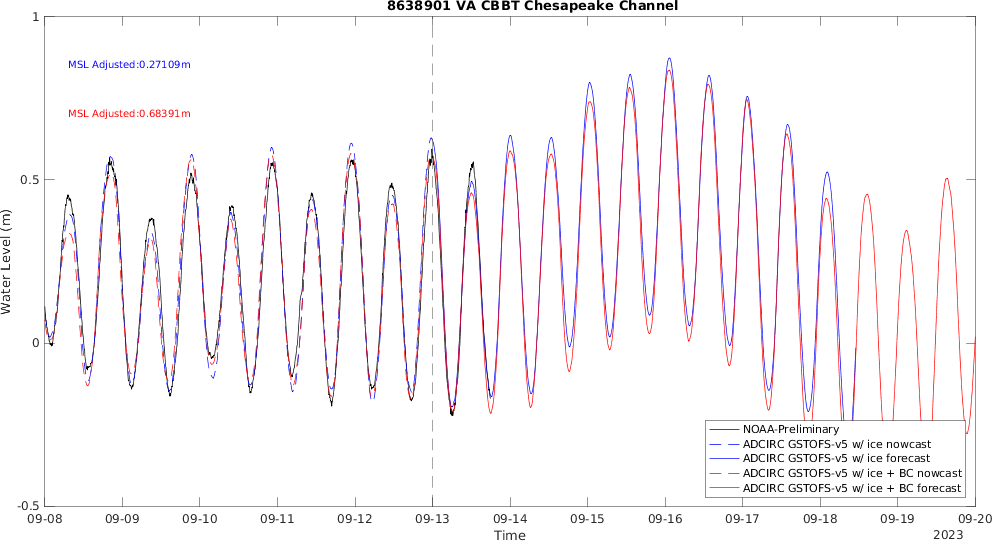 8638901 VA CBBT Chesapeake Channel
MSL Adjusted:0.27109m
MSL Adjusted:0.68391m
Water Level (m)
1
0.5
0
-0.5
NOAA-Preliminary
ADCIRC GSTOFS-v5 w/ ice nowcast
ADCIRC GSTOFS-v5 w/ ice forecast
ADCIRC GSTOFS-v5 w/ ice + BC nowcast
ADCIRC GSTOFS-v5 w/ ice + BC forecast
09-08 09-09 09-10 09-11 09-12 09-13 09-14 09-15 09-16 09-17 09-18 09-19 09-20
Time
2023